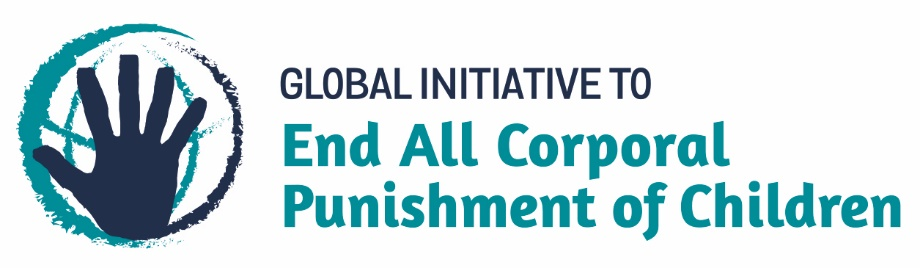 GLOBAL INITIATIVE TO
End All Corporal
Punishment of Children